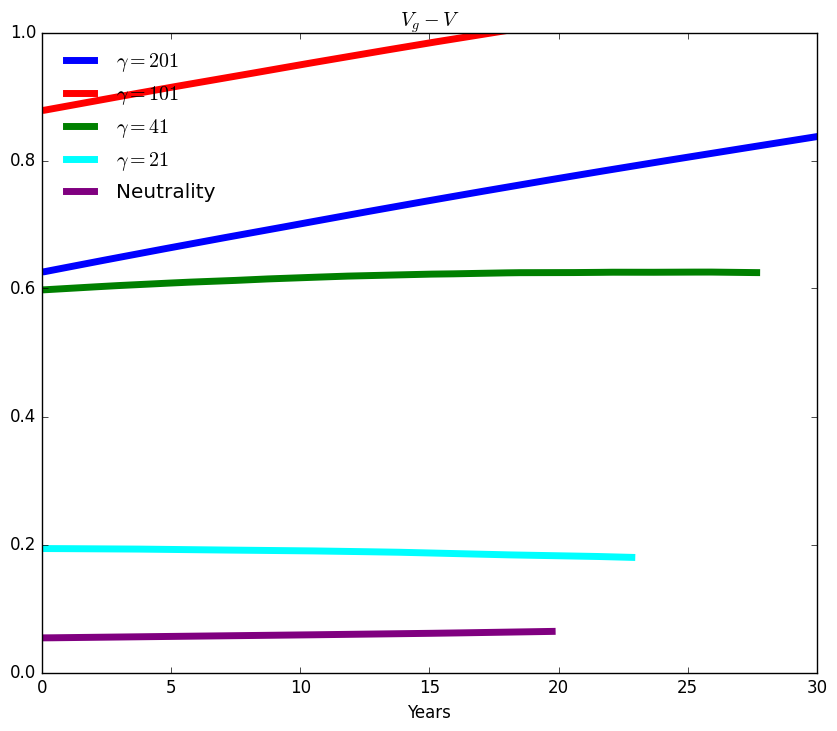 V_g − V
1.0
γ = 201
γ = 101
γ = 41
γ = 21
Neutrality
0.8
0.6
0.4
0.2
0.0
0 5 10 15 20 25 30
Years